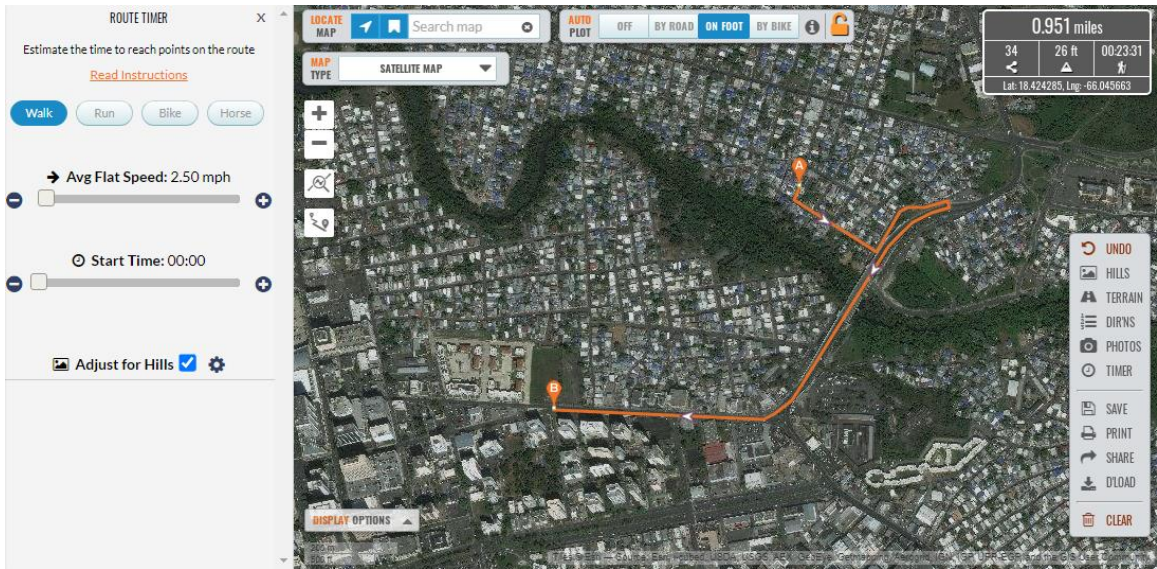 ROUTE TIMER X
Estimate the time to reach points on the route
Read Instructions
Walk Run Bike Horse
Avg Flat Speed: 2.50 mph
Start Time: 00:00
Adjust for Hills
LOCATE
MAP
Search map
AUTO
PLOT
OFF BY ROAD ON FOOT BY BIKE
MAP
TYPE
SATELLITE MAP
0.951 miles
34 26 ft 00:23:31
Lat: 18.424285, Lng: -66.045663
A
B
UNDO
HILLS
TERRAIN
DIR'NS
PHOTOS
TIMER
SAVE
PRINT
SHARE
D'LOAD
CLEAR
DISPLAY OPTIONS